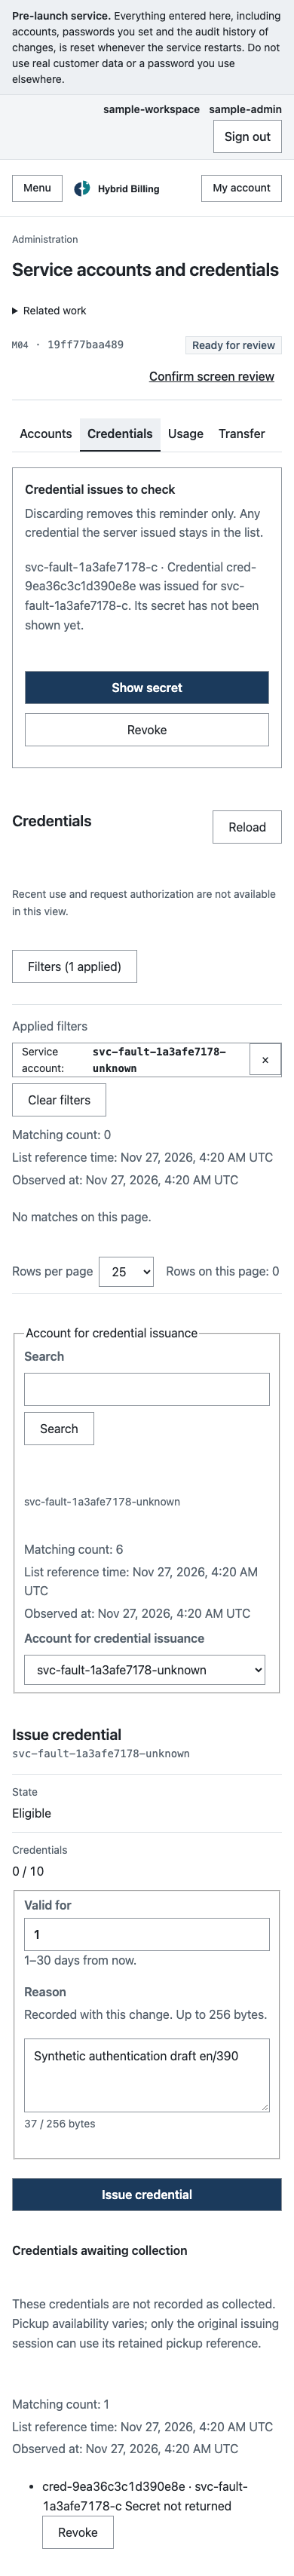 Pre-launch service. Everything entered here, including
accounts, passwords you set and the audit history of
changes, is reset whenever the service restarts. Do not
use real customer data or a password you use
elsewhere.
sample-workspace sample-admin
Sign out
Menu
Hybrid Billing
My account
Administration
Service accounts and credentials
Related work
M04 · 19ff77baa489
Ready for review
Confirm screen review
Accounts Credentials Usage Transfer
Credential issues to check
Discarding removes this reminder only. Any
credential the server issued stays in the list.
svc-fault-1a3afe7178-c · Credential cred-
9ea36c3c1d390e8e was issued for svc-
fault-1a3afe7178-c. Its secret has not been
shown yet.
Show secret
Revoke
Credentials
Reload
Recent use and request authorization are not available
in this view.
Filters (1 applied)
Applied filters
Service
account:
svc-fault-1a3afe7178-
unknown
×
Clear filters
Matching count: 0
List reference time: Nov 27, 2026, 4:20 AM UTC
Observed at: Nov 27, 2026, 4:20 AM UTC
No matches on this page.
Rows per page 25 Rows on this page: 0
Account for credential issuance
Search
Search
svc-fault-1a3afe7178-unknown
Matching count: 6
List reference time: Nov 27, 2026, 4:20 AM
UTC
Observed at: Nov 27, 2026, 4:20 AM UTC
Account for credential issuance
svc-fault-1a3afe7178-unknown
Issue credential
svc-fault-1a3afe7178-unknown
State
Eligible
Credentials
0 / 10
Valid for
1
1–30 days from now.
Reason
Recorded with this change. Up to 256 bytes.
Synthetic authentication draft en/390
37 / 256 bytes
Issue credential
Credentials awaiting collection
These credentials are not recorded as collected.
Pickup availability varies; only the original issuing
session can use its retained pickup reference.
Matching count: 1
List reference time: Nov 27, 2026, 4:20 AM UTC
Observed at: Nov 27, 2026, 4:20 AM UTC
• cred-9ea36c3c1d390e8e · svc-fault-
1a3afe7178-c Secret not returned
Revoke